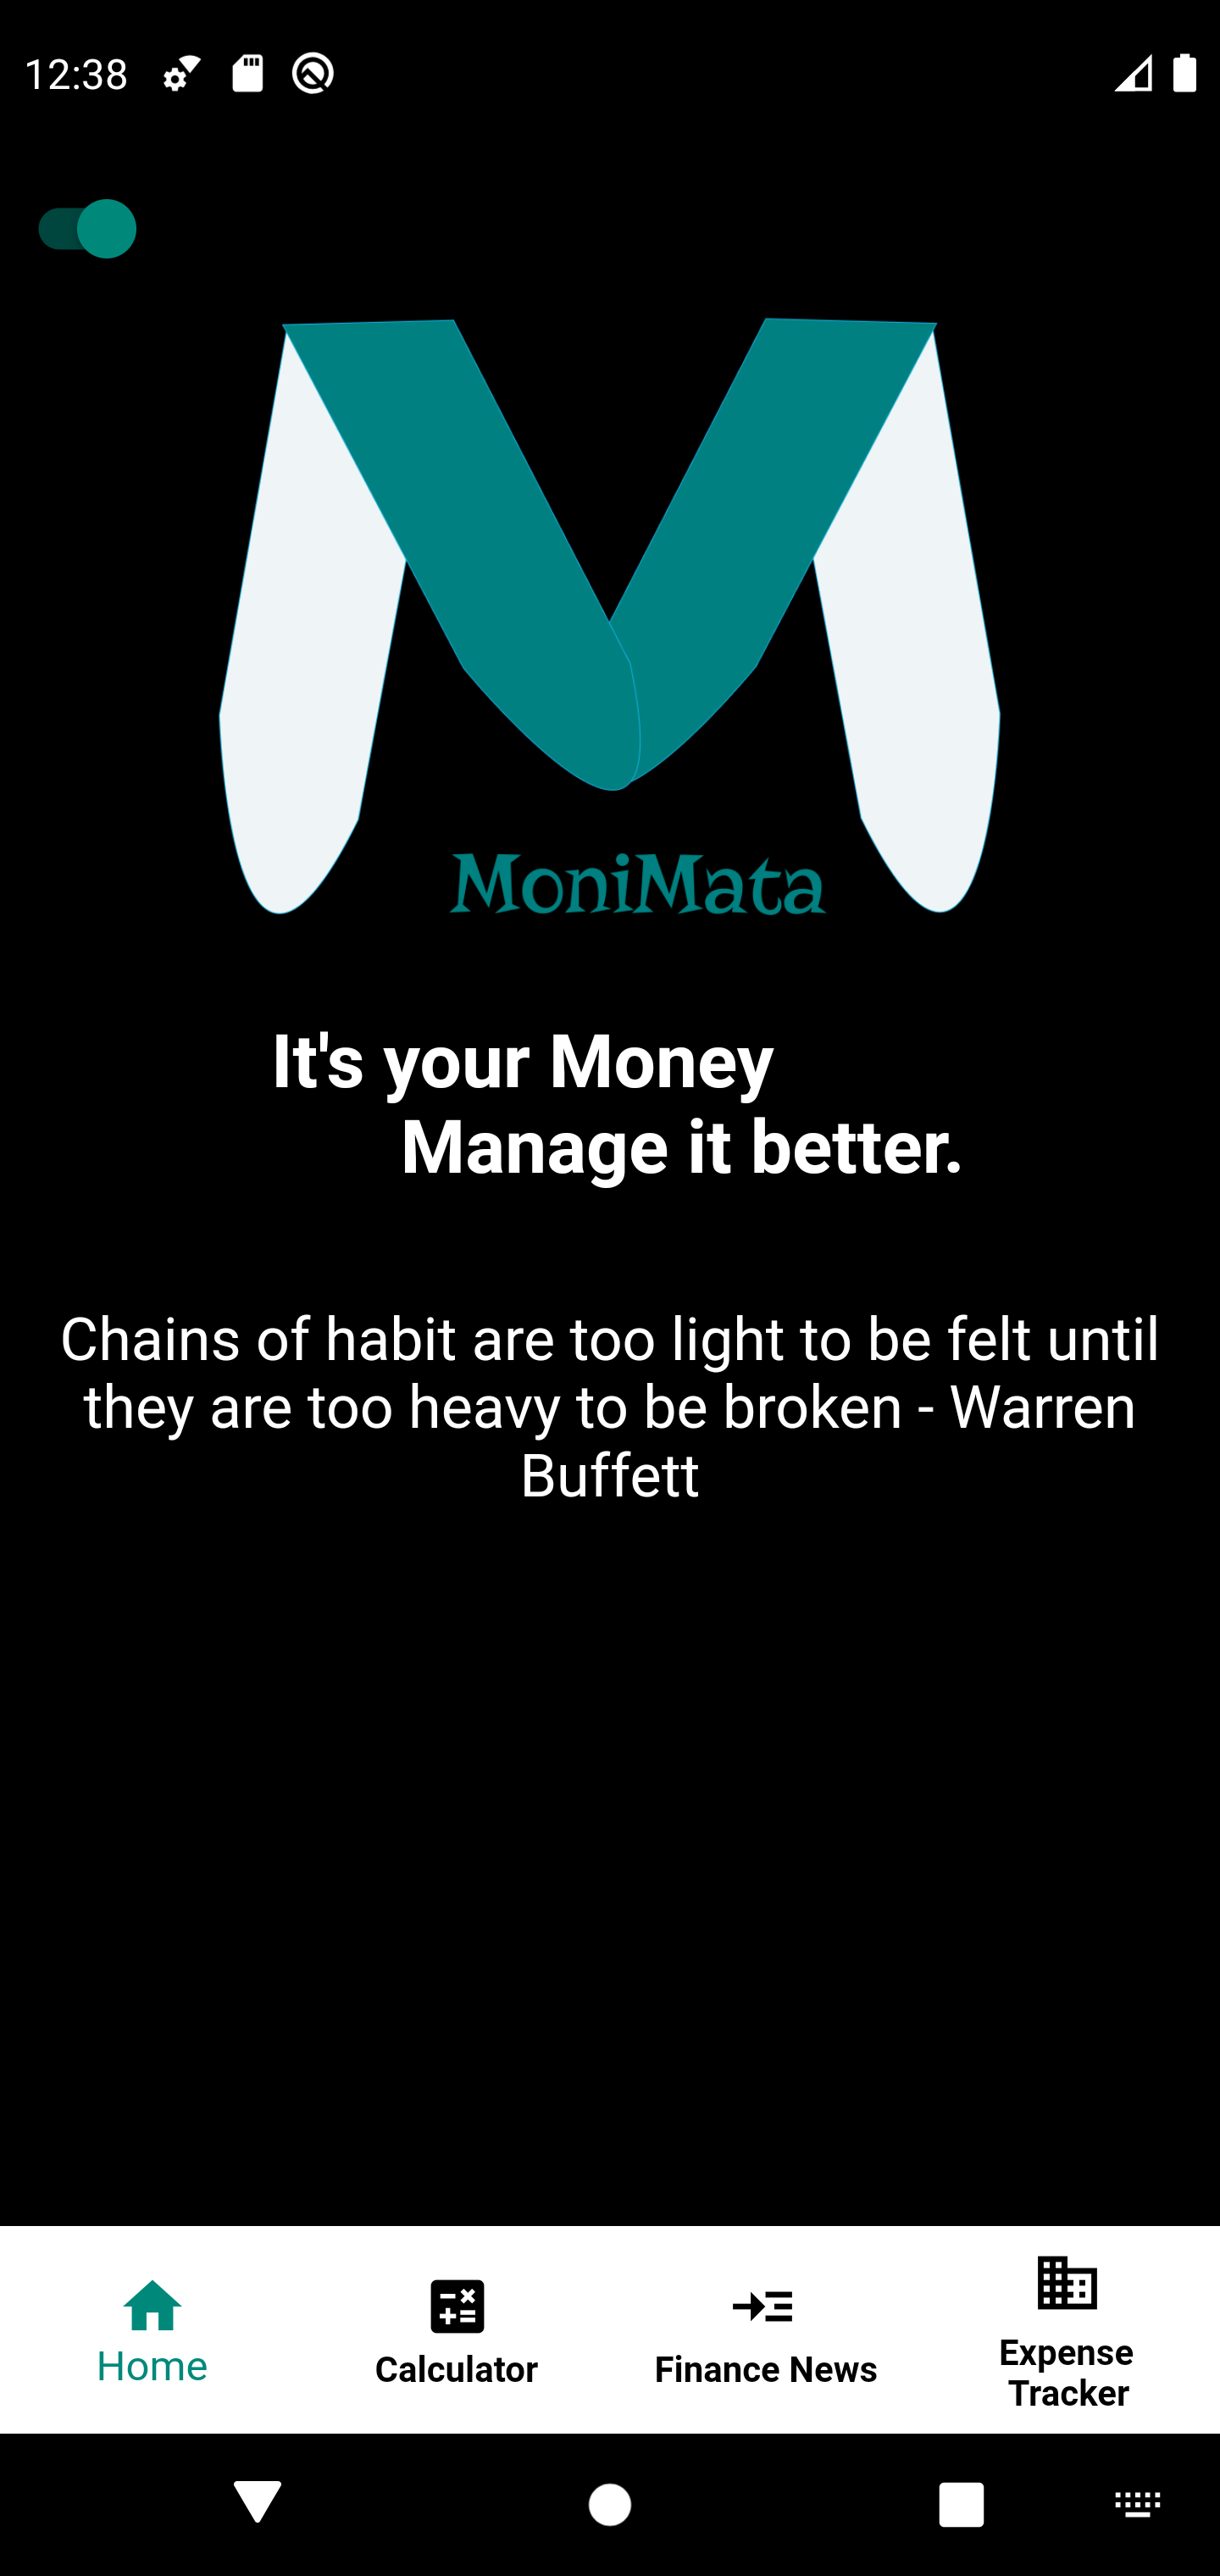 12:38
MoniMata
It's your Money
Manage it better.
Chains of habit are too light to be felt until
they are too heavy to be broken - Warren
Buffett
Home
Calculator
Finance News
Expense
Tracker